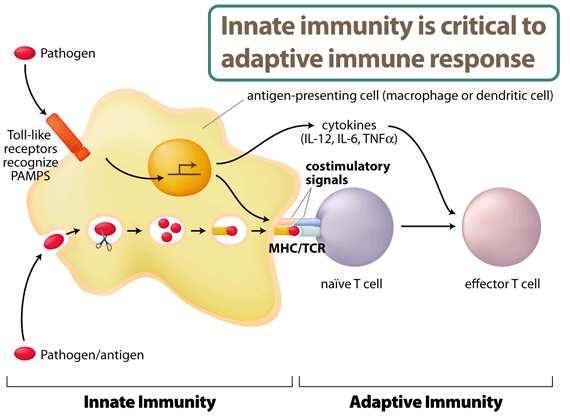 Innate immunity is critical to
adaptive immune response
Pathogen
antigen-presenting cell (macrophage or dendritic cell)
Toll-like
receptors
recognize
PAMPS
cytokines
(IL-12, IL-6, TNFα)
costimulatory
signals
MHC/TCR
naïve T cell
effector T cell
Pathogen/antigen
Innate Immunity
Adaptive Immunity